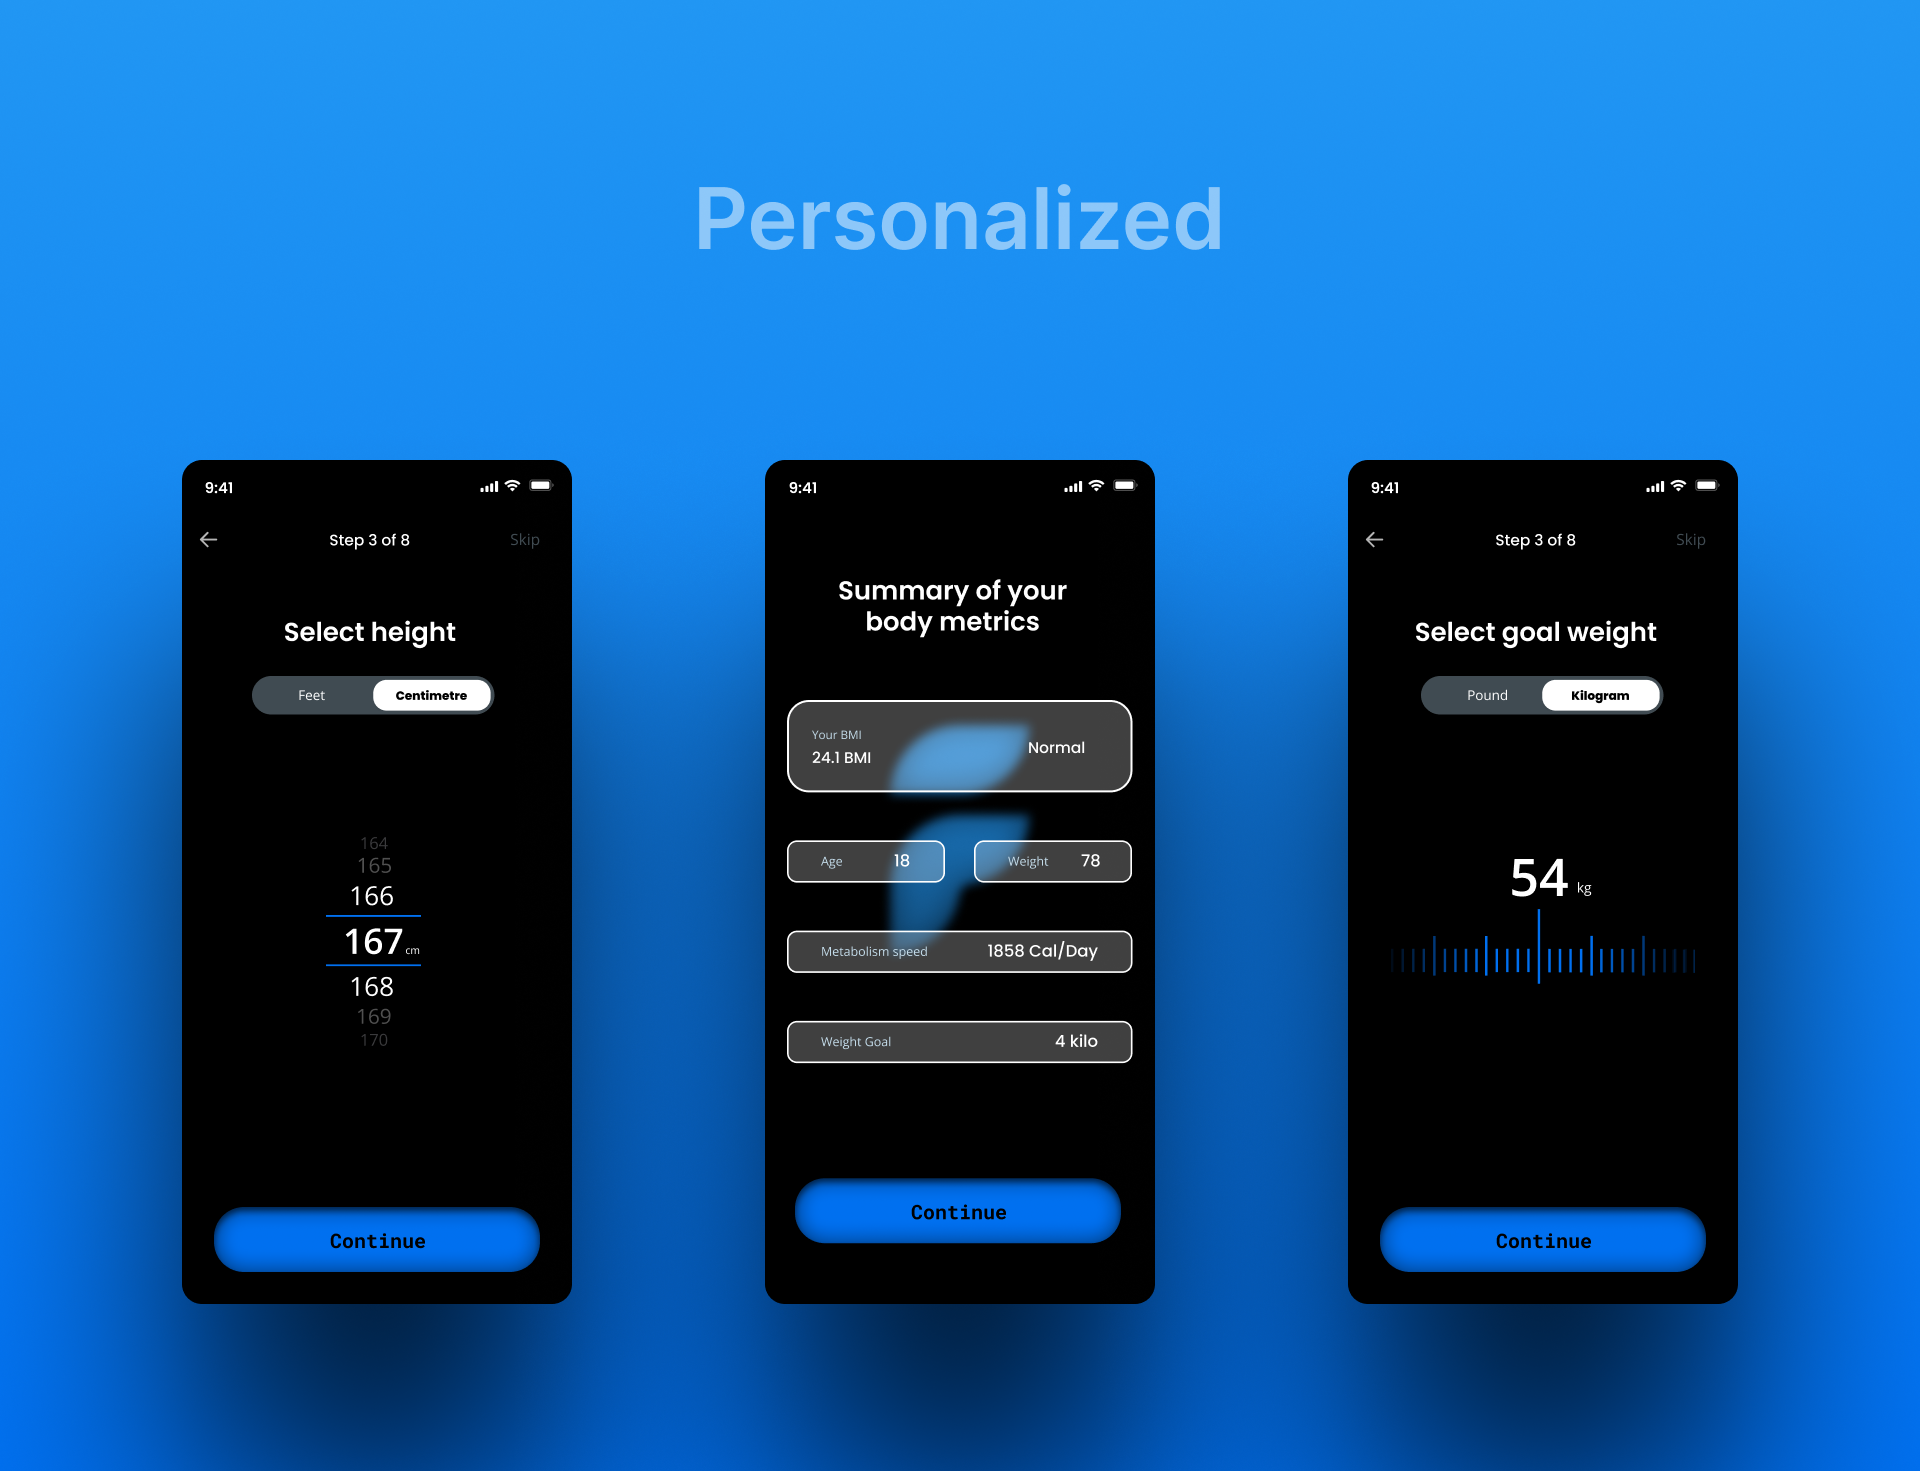 Personalized
9:41
Step 3 of 8
Skip
Select height
Feet
Centimetre
164
165
166
167 cm
168
169
170
Continue
9:41
Summary of your
body metrics
Your BMI
24.1 BMI
Normal
Age
18
Weight
78
Metabolism speed
1858 Cal/Day
Weight Goal
4 kilo
Continue
9:41
Step 3 of 8
Skip
Select goal weight
Pound
Kilogram
54 kg
Continue